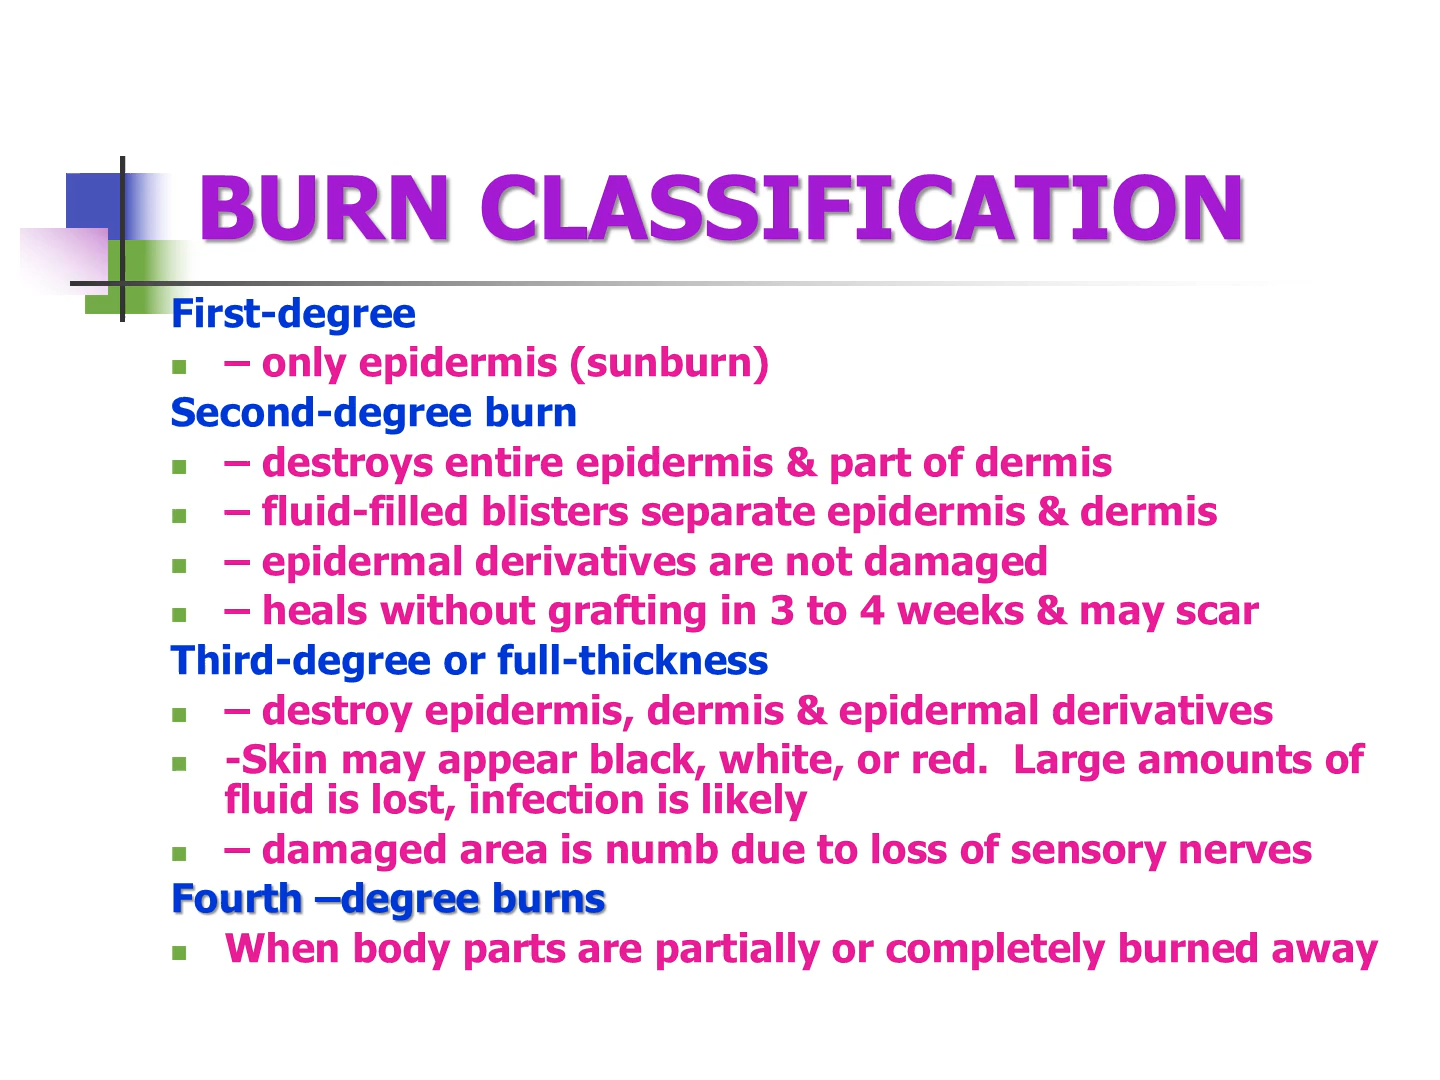 BURN CLASSIFICATION
First-degree
– only epidermis (sunburn)
Second-degree burn
– destroys entire epidermis & part of dermis
– fluid-filled blisters separate epidermis & dermis
– epidermal derivatives are not damaged
– heals without grafting in 3 to 4 weeks & may scar
Third-degree or full-thickness
– destroy epidermis, dermis & epidermal derivatives
-Skin may appear black, white, or red.  Large amounts of
fluid is lost, infection is likely
– damaged area is numb due to loss of sensory nerves
Fourth –degree burns
When body parts are partially or completely burned away